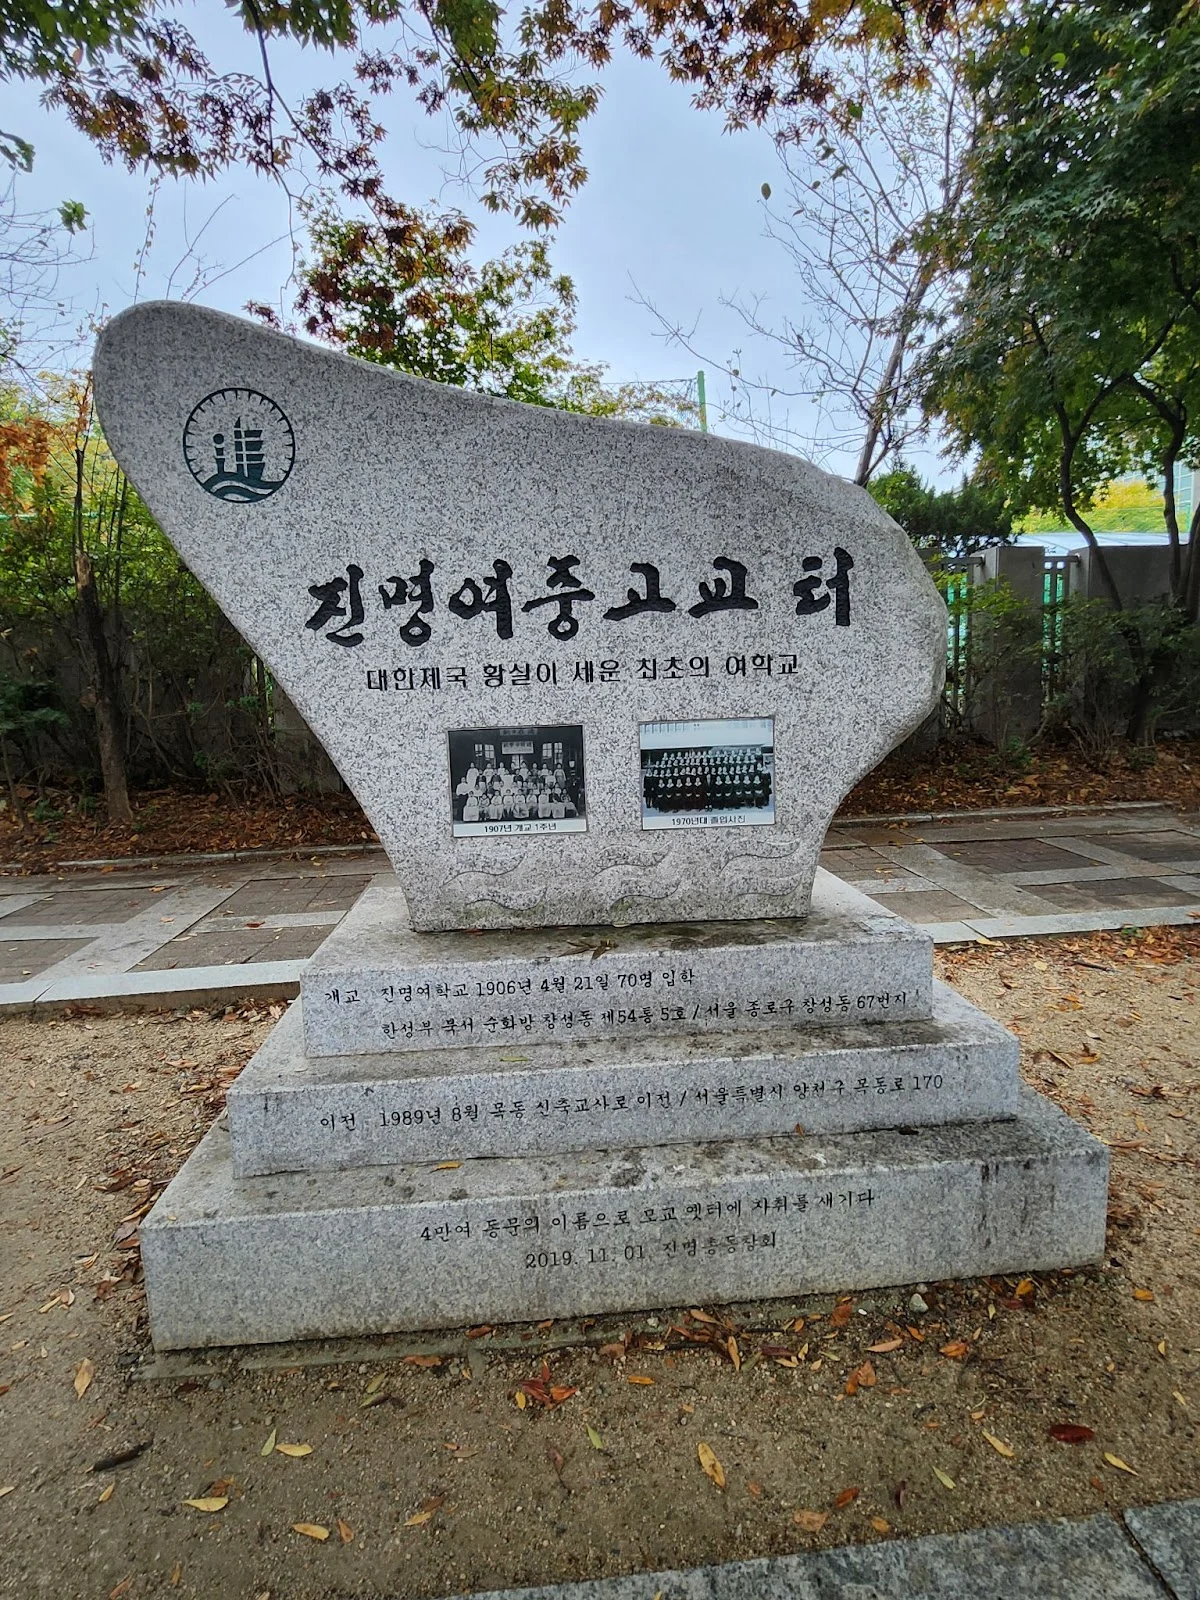 진명여중고교 터
대한제국 황실이 세운 최초의 여학교
1907년 개교 1주년
1970년대 졸업사진
개교 진명여학교 1906년 4월 21일 70명 입학
한성부 북서 순화방 창성동 제54통 5호 / 서울 종로구 창성동 67번지
이전 1989년 8월 목동 신축교사로 이전 / 서울특별시 양천구 목동로 170
4만여 동문의 이름으로 모교 옛터에 자취를 새기다
2019. 11. 01. 진명총동창회